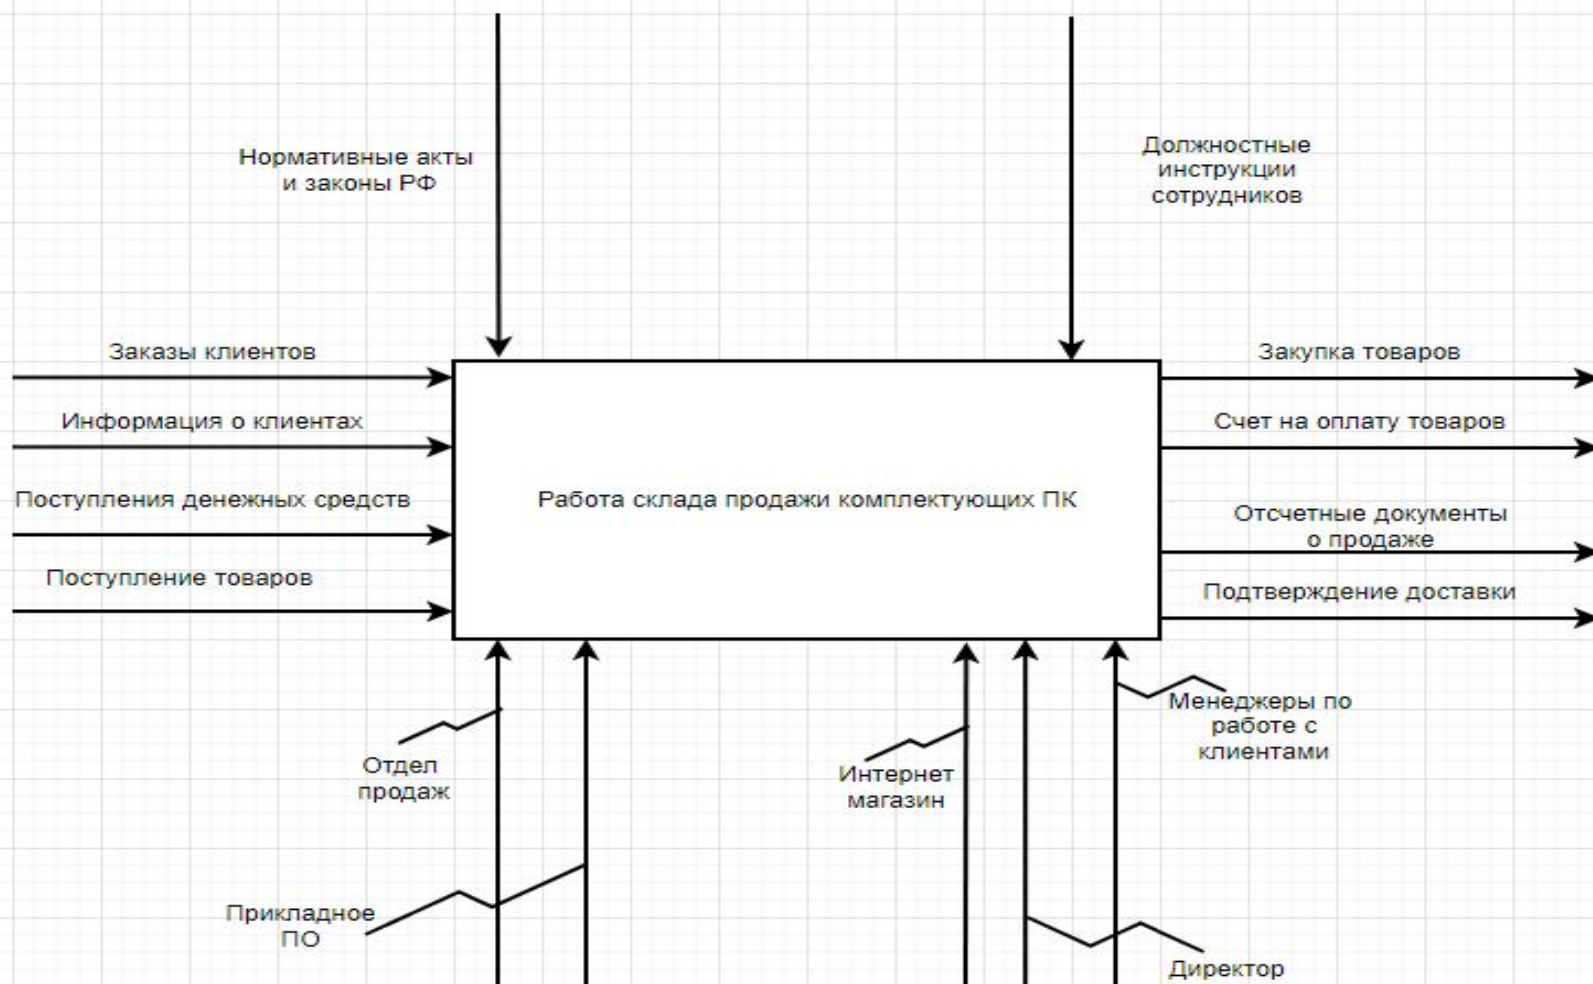 Нормативные акты
и законы РФ
Должностные
инструкции
сотрудников
Заказы клиентов
Информация о клиентах
Поступления денежных средств
Поступление товаров
Работа склада продажи комплектующих ПК
Закупка товаров
Счет на оплату товаров
Отсчетные документы
о продаже
Подтверждение доставки
Отдел
продаж
Прикладное
ПО
Интернет
магазин
Менеджеры по
работе с
клиентами
Директор